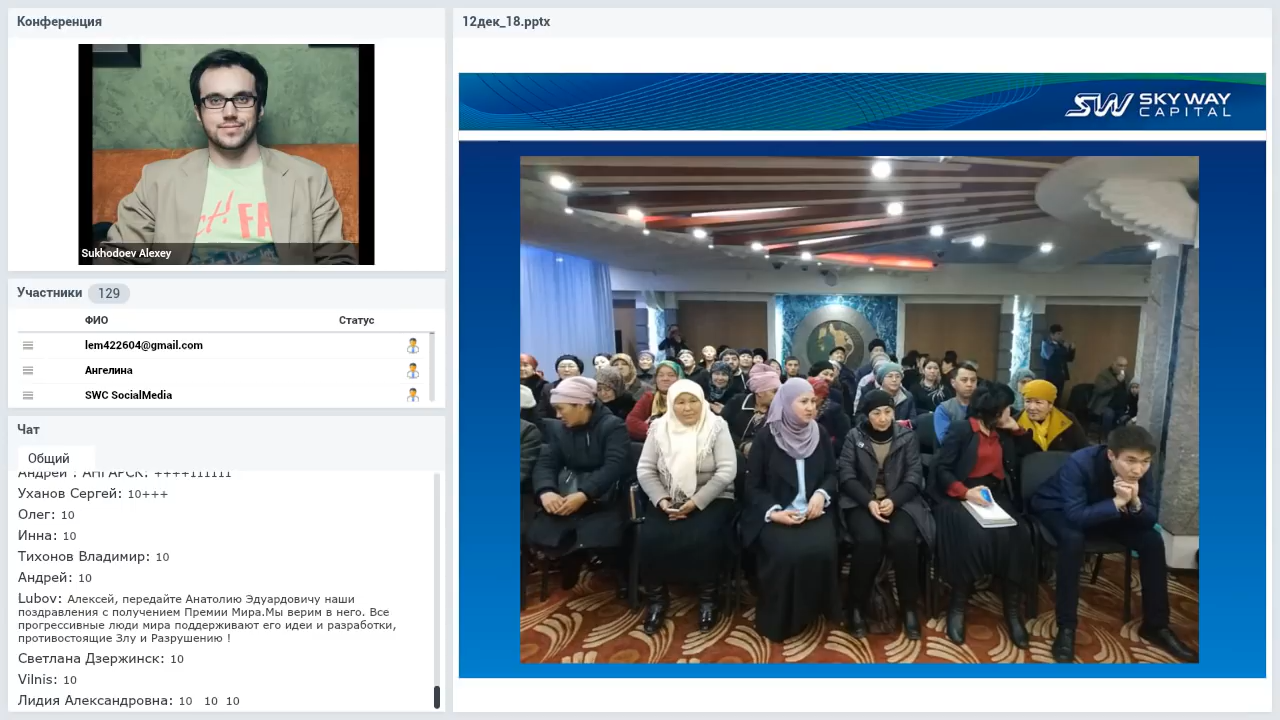 Конференция
Sukhodoev Alexey
Участники 129
ФИО Статус
lem422604@gmail.com
Ангелина
SWC SocialMedia
Чат
Общий
Андрей : АНГАРСК: ++++111111
Уханов Сергей: 10+++
Олег: 10
Инна: 10
Тихонов Владимир: 10
Андрей: 10
Lubov: Алексей, передайте Анатолию Эдуардовичу наши
поздравления с получением Премии Мира.Мы верим в него. Все
прогрессивные люди мира поддерживают его идеи и разработки,
противостоящие Злу и Разрушению !
Светлана Дзержинск: 10
Vilnis: 10
Лидия Александровна: 10 10 10
12дек_18.pptx
SW SKY WAY
CAPITAL